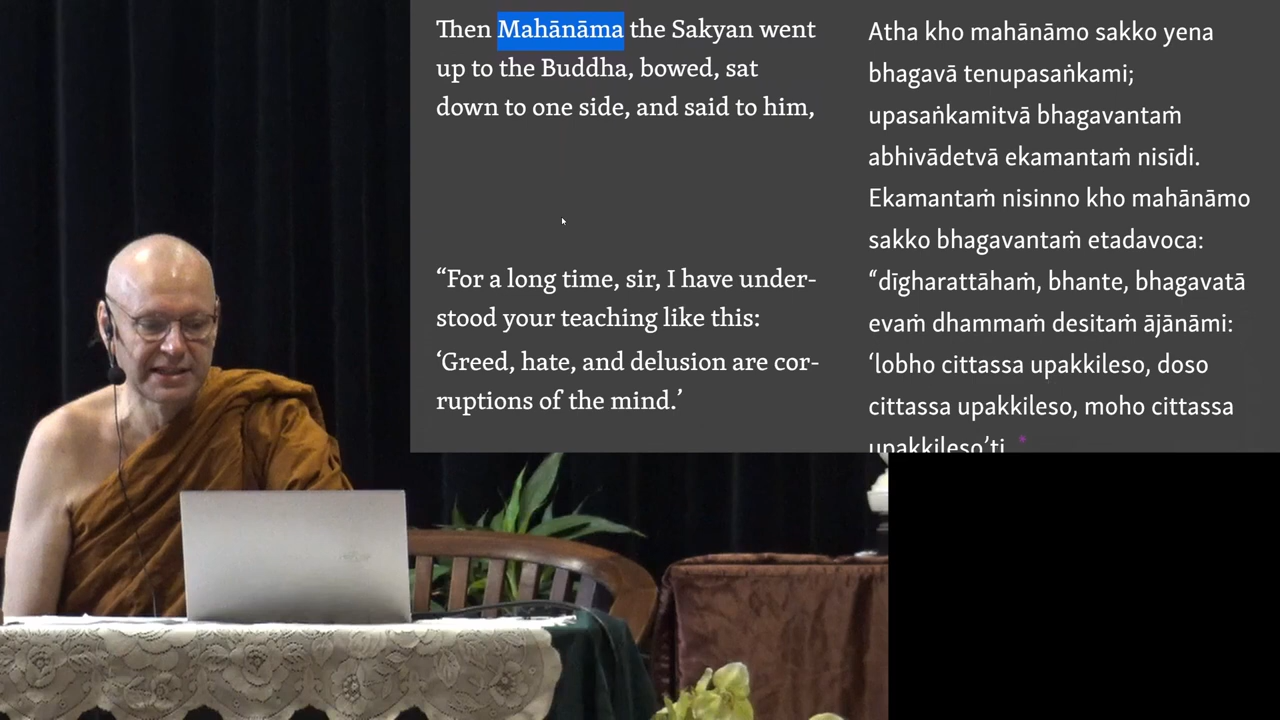 Then Mahānāma the Sakyan went
up to the Buddha, bowed, sat
down to one side, and said to him,
“For a long time, sir, I have under-
stood your teaching like this:
‘Greed, hate, and delusion are cor-
ruptions of the mind.’
Atha kho mahānāmo sakko yena
bhagavā tenupasaṅkami;
upasaṅkamitvā bhagavantaṁ
abhivādetvā ekamantaṁ nisīdi.
Ekamantaṁ nisinno kho mahānāmo
sakko bhagavantaṁ etadavoca:
“dīgharattāhaṁ, bhante, bhagavatā
evaṁ dhammaṁ desitaṁ ājānāmi:
‘lobho cittassa upakkileso, doso
cittassa upakkileso, moho cittassa
upakkileso’ti. *